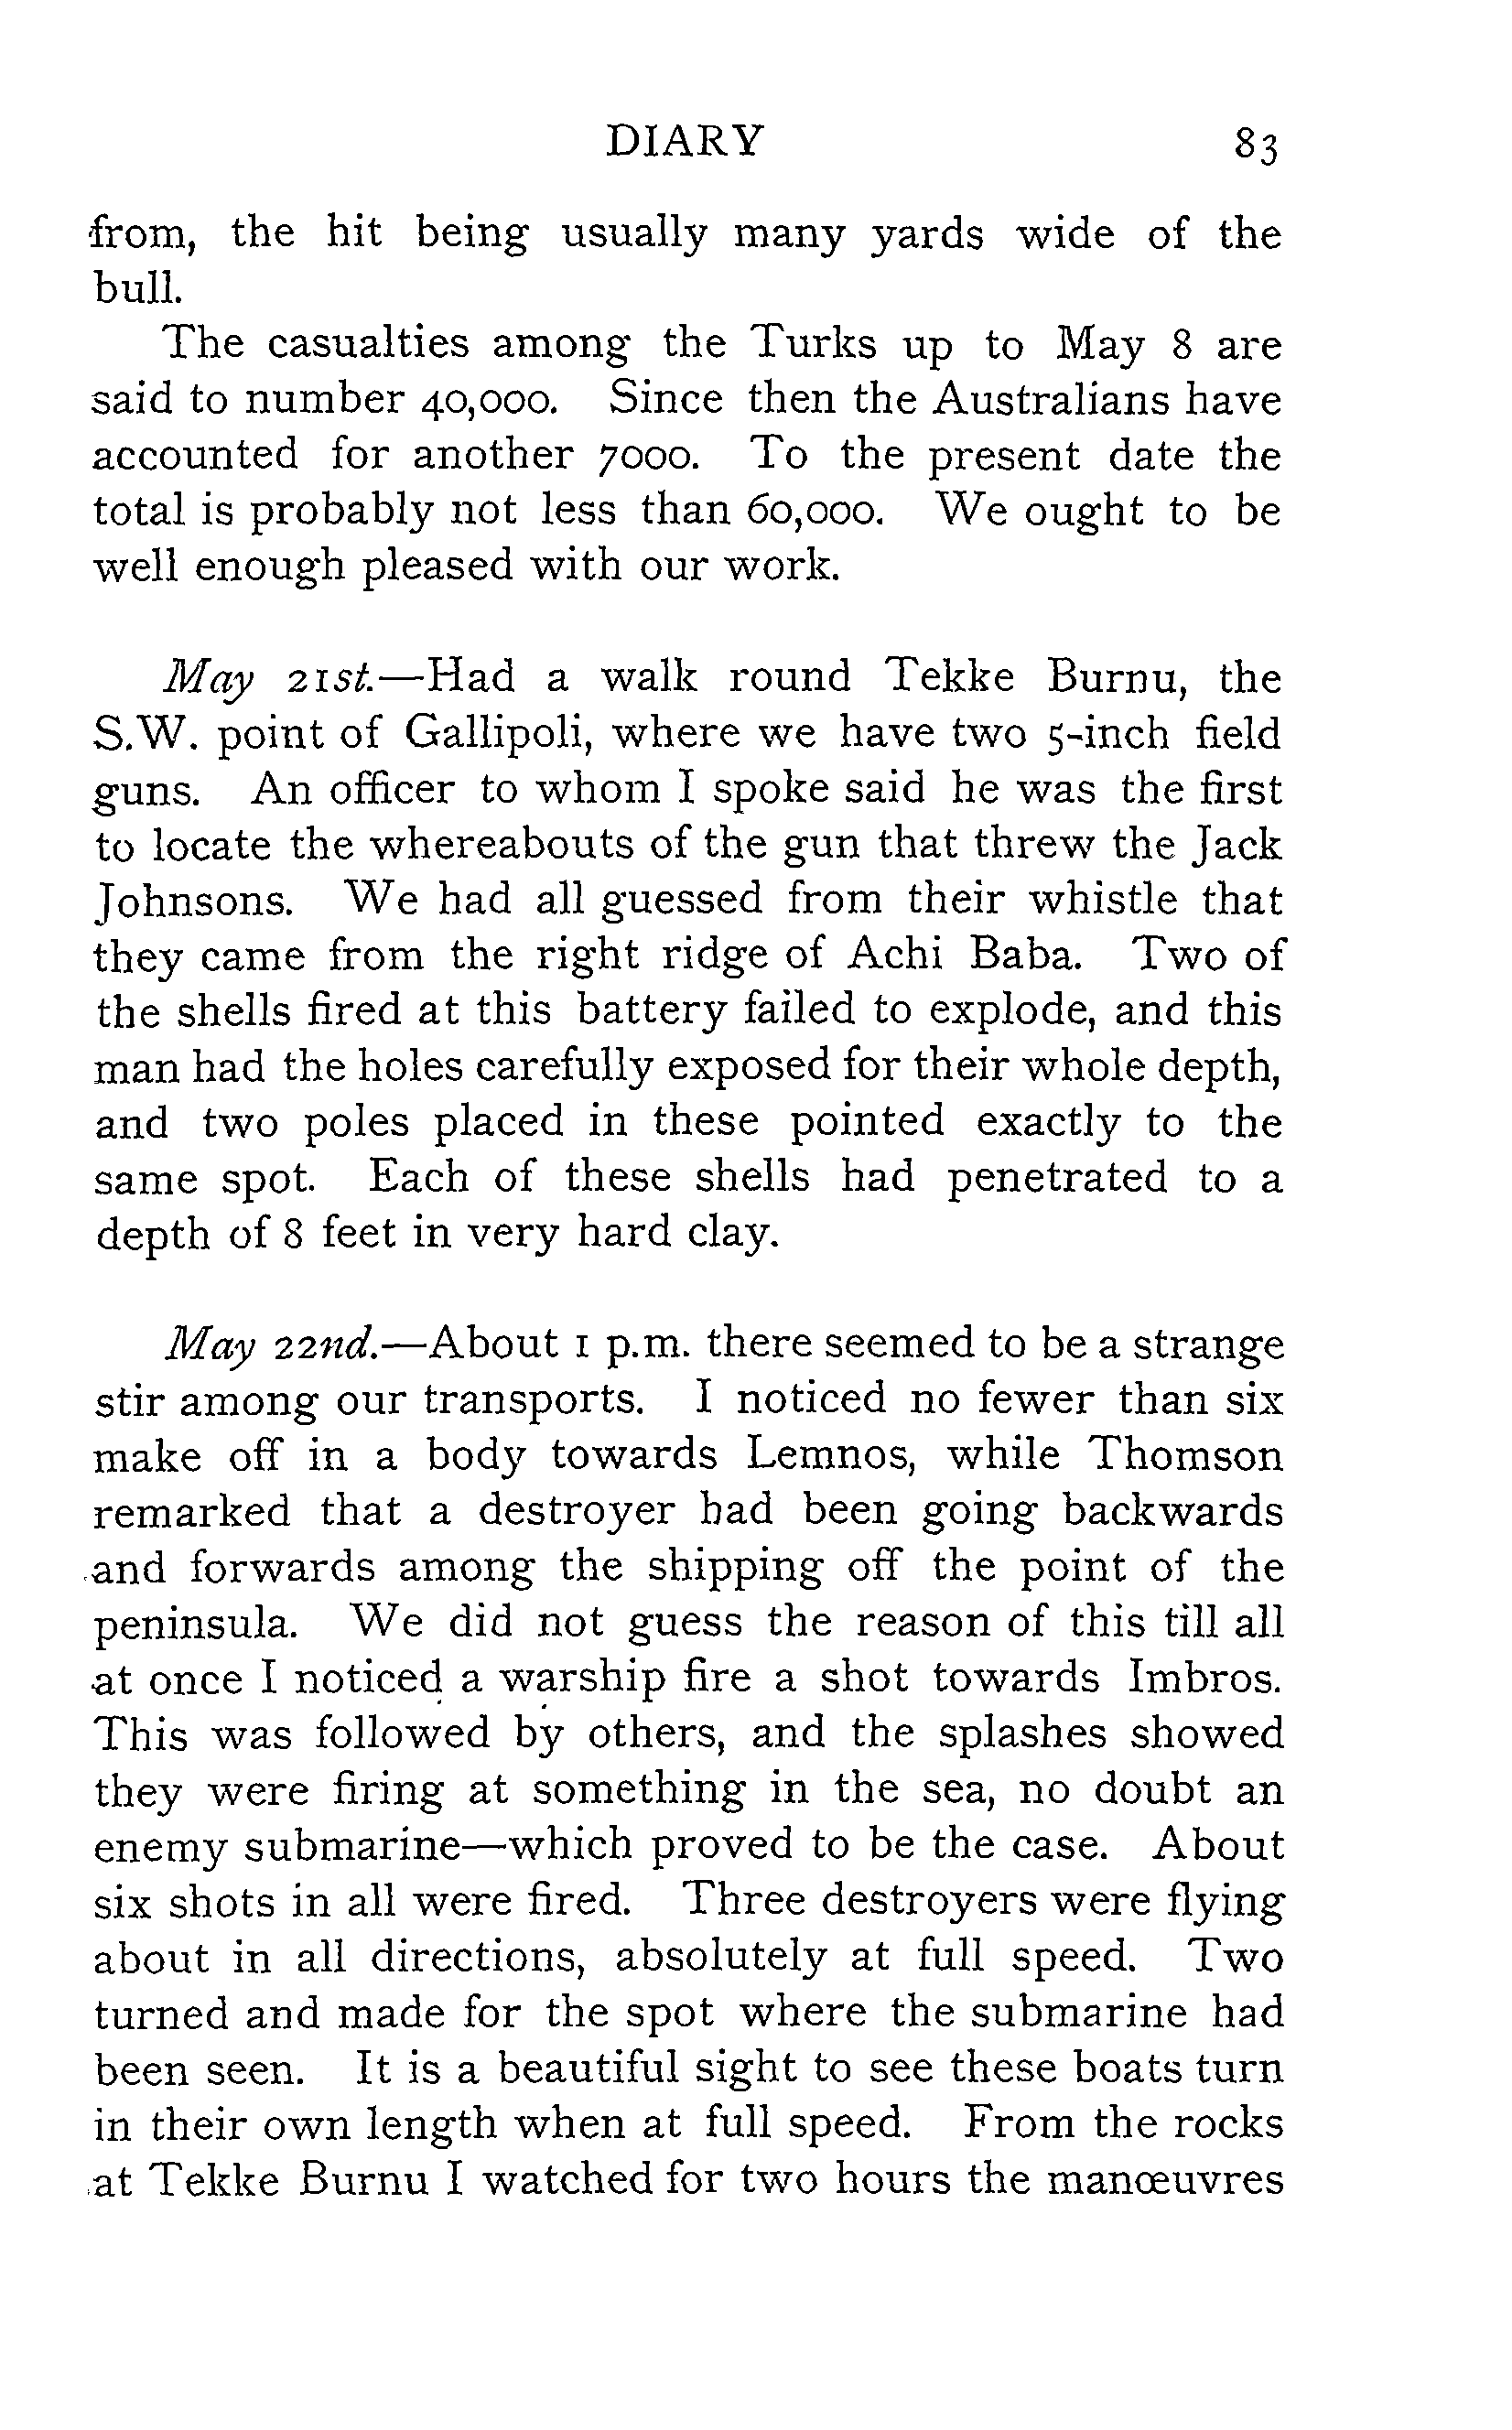 DIARY 83
from, the hit being usually many yards wide of the
bull.
The casualties among the Turks up to May 8 are
said to number 40,000. Since then the Australians have
accounted for another 7000. To the present date the
total is probably not less than 60,000. We ought to be
well enough pleased with our work.
May 21st.—Had a walk round Tekke Burnu, the
S.W. point of Gallipoli, where we have two 5-inch field
guns. An officer to whom I spoke said he was the first
to locate the whereabouts of the gun that threw the Jack
Johnsons. We had all guessed from their whistle that
they came from the right ridge of Achi Baba. Two of
the shells fired at this battery failed to explode, and this
man had the holes carefully exposed for their whole depth,
and two poles placed in these pointed exactly to the
same spot. Each of these shells had penetrated to a
depth of 8 feet in very hard clay.
May 22nd.—About 1 p.m. there seemed to be a strange
stir among our transports. I noticed no fewer than six
make off in a body towards Lemnos, while Thomson
remarked that a destroyer had been going backwards
and forwards among the shipping off the point of the
peninsula. We did not guess the reason of this till all
at once I noticed a warship fire a shot towards Imbros.
This was followed by others, and the splashes showed
they were firing at something in the sea, no doubt an
enemy submarine—which proved to be the case. About
six shots in all were fired. Three destroyers were flying
about in all directions, absolutely at full speed. Two
turned and made for the spot where the submarine had
been seen. It is a beautiful sight to see these boats turn
in their own length when at full speed. From the rocks
at Tekke Burnu I watched for two hours the manœuvres